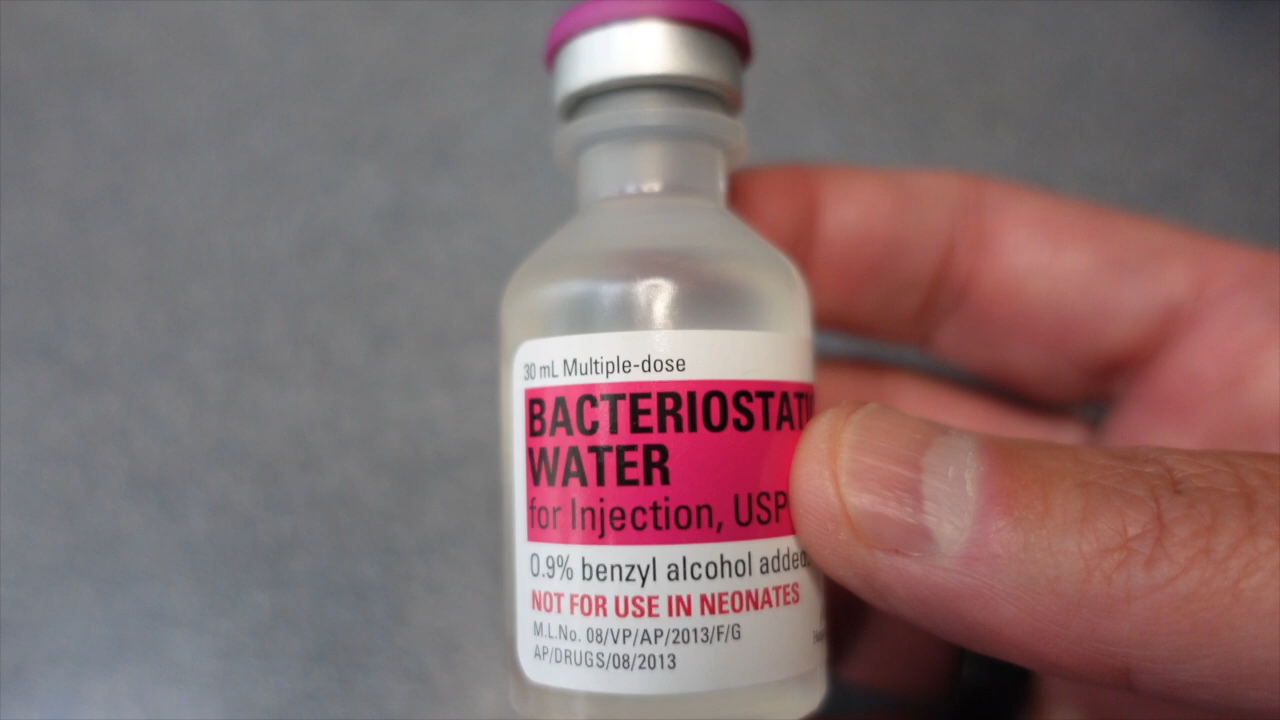 30 mL Multiple-dose
BACTERIOSTATI
WATER
for Injection, USP
0.9% benzyl alcohol added.
NOT FOR USE IN NEONATES
M.L.No. 08/VP/AP/2013/F/G
AP/DRUGS/08/2013